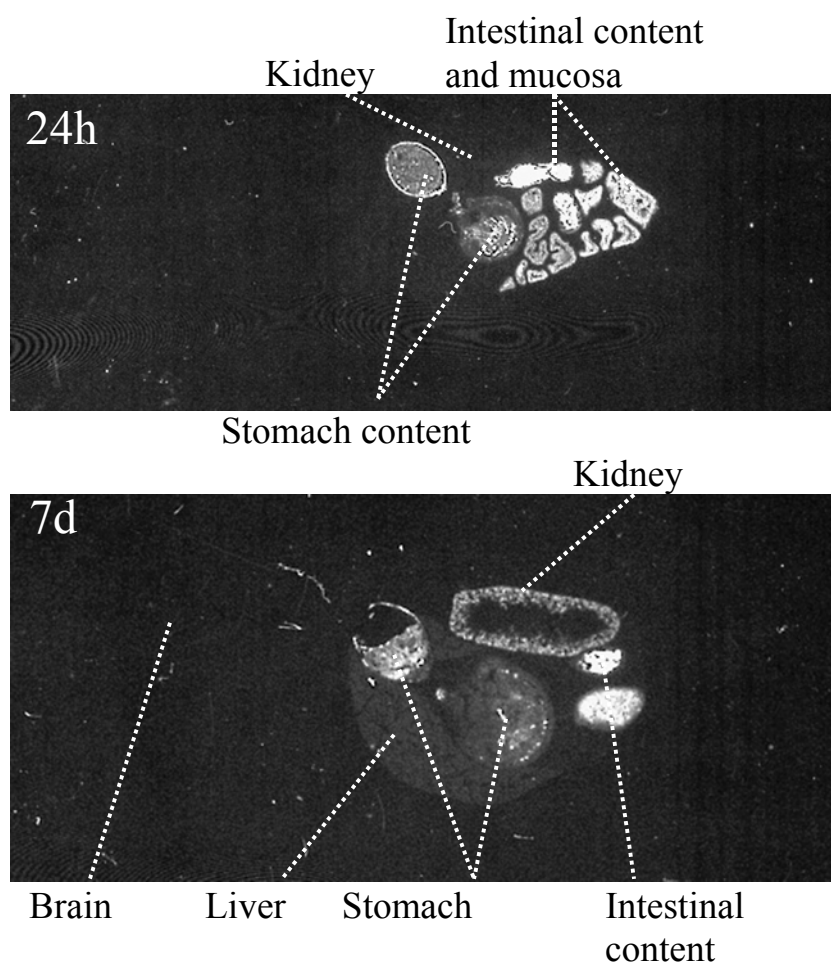 Intestinal content
and mucosa
Kidney
24h
Stomach content
Kidney
7d
Brain
Liver
Stomach
Intestinal
content